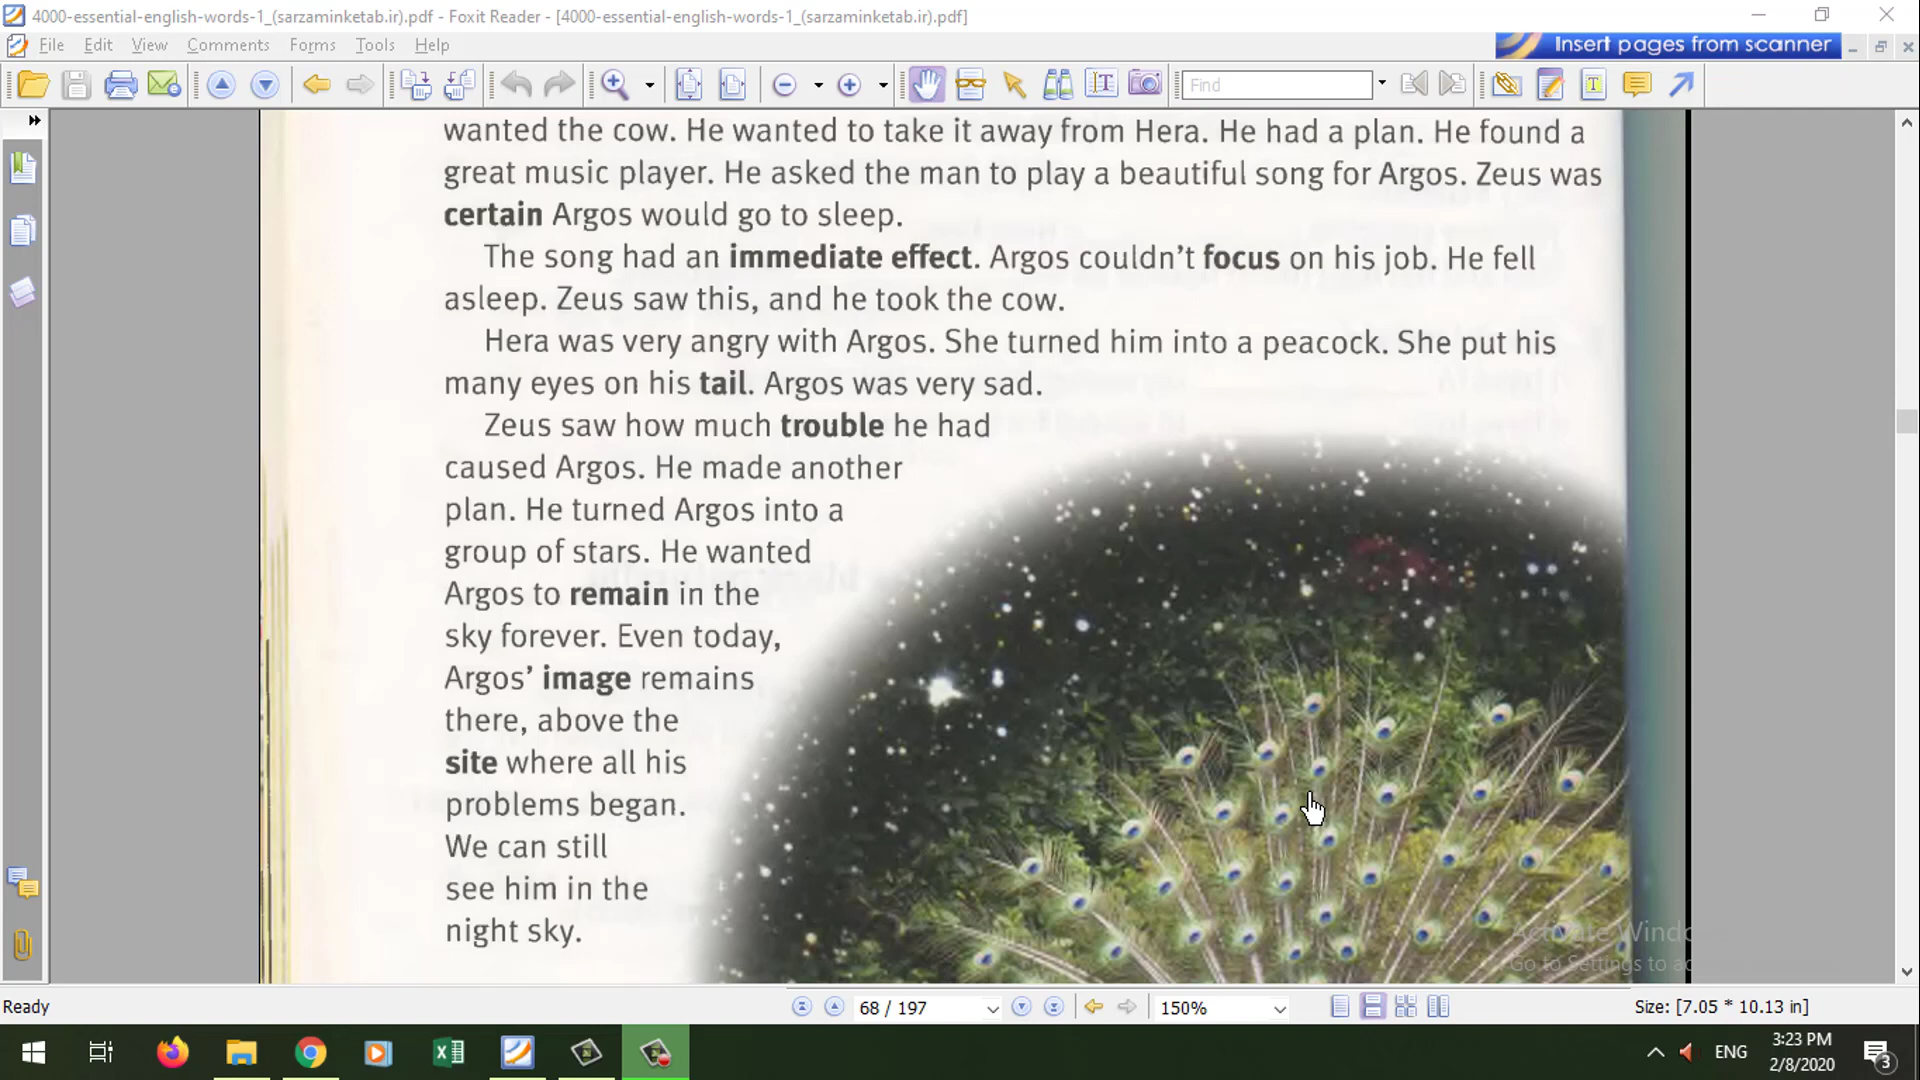 4000-essential-english-words-1_(sarzaminketab.ir).pdf - Foxit Reader - [4000-essential-english-words-1_(sarzaminketab.ir).pdf]
File Edit View Comments Forms Tools Help
Insert pages from scanner
Find
wanted the cow. He wanted to take it away from Hera. He had a plan. He found a
great music player. He asked the man to play a beautiful song for Argos. Zeus was
certain Argos would go to sleep.
The song had an immediate effect. Argos couldn’t focus on his job. He fell
asleep. Zeus saw this, and he took the cow.
Hera was very angry with Argos. She turned him into a peacock. She put his
many eyes on his tail. Argos was very sad.
Zeus saw how much trouble he had
caused Argos. He made another
plan. He turned Argos into a
group of stars. He wanted
Argos to remain in the
sky forever. Even today,
Argos’ image remains
there, above the
site where all his
problems began.
We can still
see him in the
night sky.
Activate Windo
Go to Settings to a
Ready
68 / 197
150%
Size: [7.05 * 10.13 in]
ENG
3:23 PM
2/8/2020
3